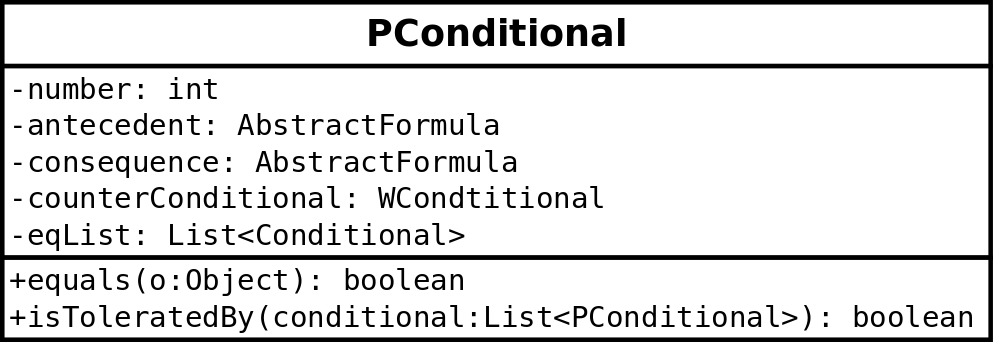 PConditional
-number: int
-antecedent: AbstractFormula
-consequence: AbstractFormula
-counterConditional: WCondtitional
-eqList: List<Conditional>
+equals(o:Object): boolean
+isToleratedBy(conditional:List<PConditional>): boolean